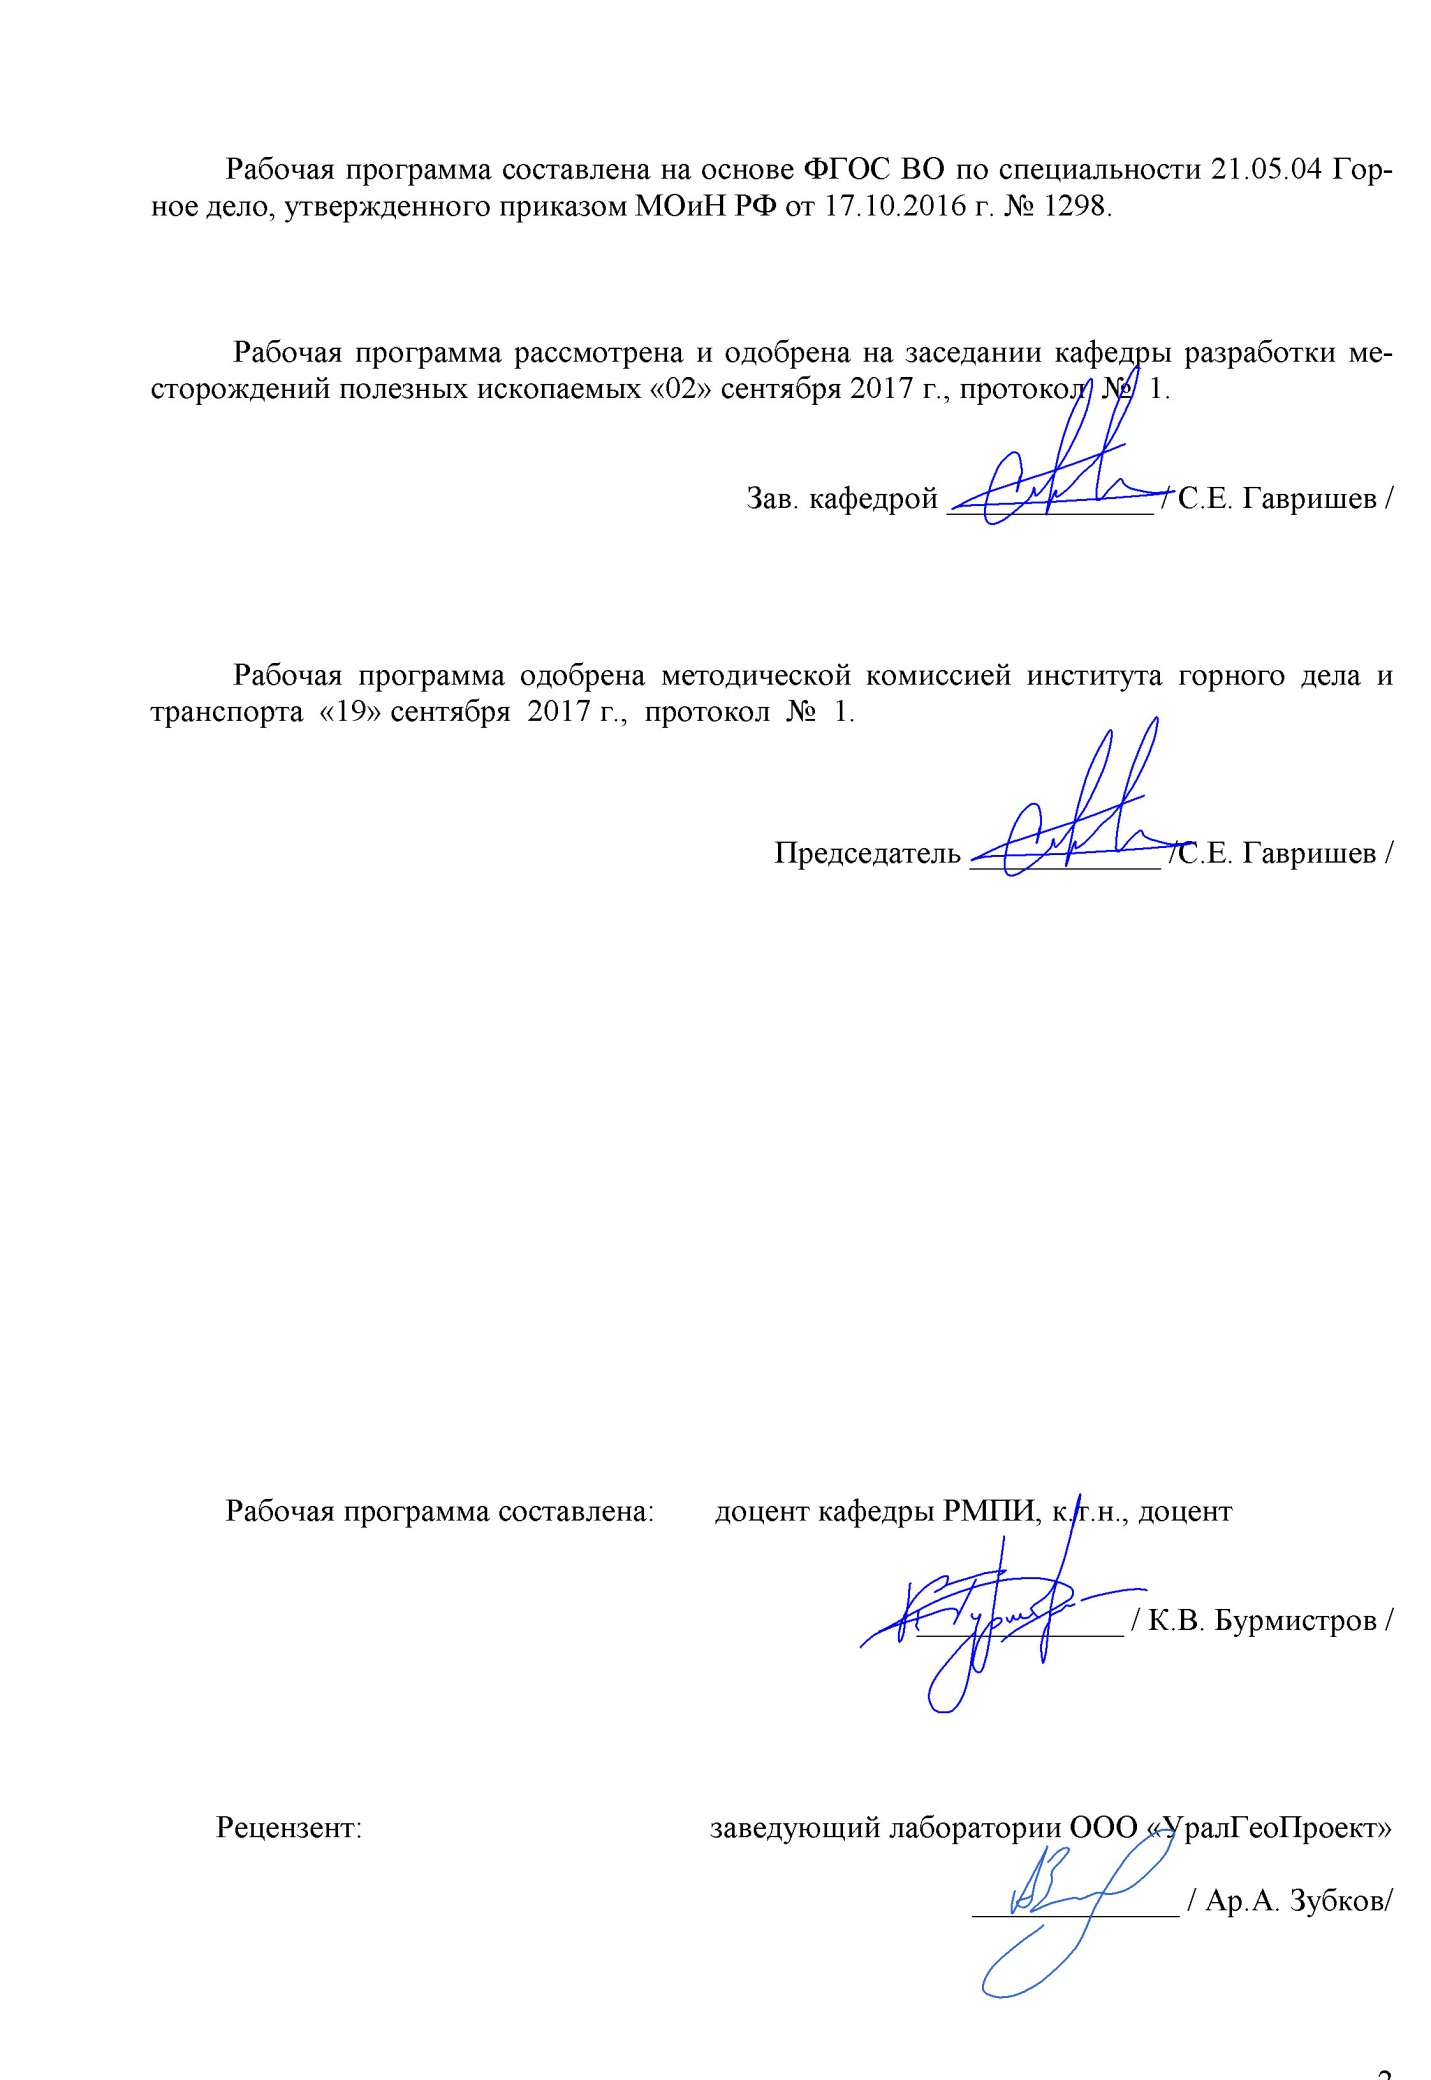 Рабочая программа составлена на основе ФГОС ВО по специальности 21.05.04 Гор-
ное дело, утвержденного приказом МОиН РФ от 17.10.2016 г. № 1298.
Рабочая программа рассмотрена и одобрена на заседании кафедры разработки ме-
сторождений полезных ископаемых «02» сентября 2017 г., протокол № 1.
Зав. кафедрой _____________ / С.Е. Гавришев /
Рабочая программа одобрена методической комиссией института горного дела и
транспорта «19» сентября 2017 г., протокол № 1.
Председатель ____________ /С.Е. Гавришев /
Рабочая программа составлена: доцент кафедры РМПИ, к.т.н., доцент
_____________ / К.В. Бурмистров /
Рецензент: заведующий лаборатории ООО «УралГеоПроект»
_____________ / Ар.А. Зубков/